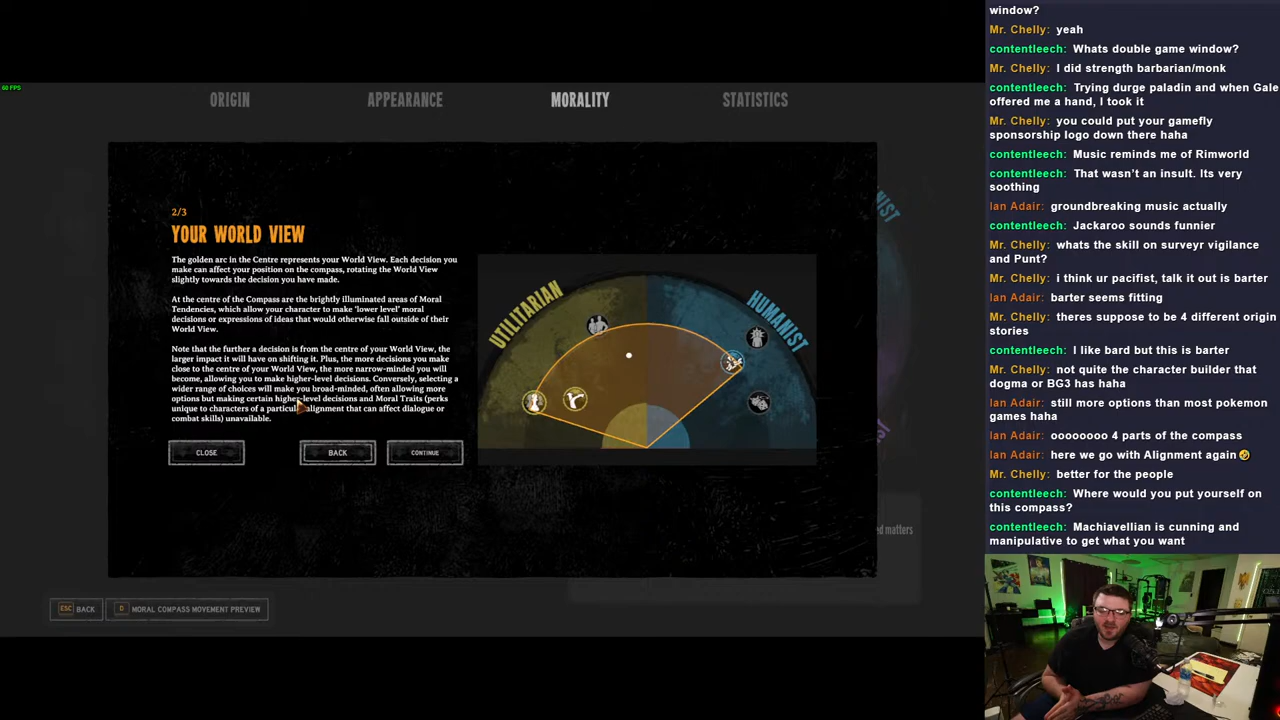 60 FPS
ORIGIN
APPEARANCE
MORALITY
STATISTICS
2/3
YOUR WORLD VIEW
The golden arc in the Centre represents your World View. Each decision you
make can affect your position on the compass, rotating the World View
slightly towards the decision you have made.
At the centre of the Compass are the brightly illuminated areas of Moral
Tendencies, which allow your character to make 'lower level' moral
decisions or expressions of ideas that would otherwise fall outside of their
World View.
Note that the further a decision is from the centre of your World View, the
larger impact it will have on shifting it. Plus, the more decisions you make
close to the centre of your World View, the more narrow-minded you will
become, allowing you to make higher-level decisions. Conversely, selecting a
wider range of choices will make you broad-minded, often allowing more
options but making certain higher-level decisions and Moral Traits (perks
unique to characters of a particular alignment that can affect dialogue or
combat skills) unavailable.
CLOSE
BACK
CONTINUE
UTILITARIAN
HUMANIST
ed matters
ESC BACK
D MORAL COMPASS MOVEMENT PREVIEW
window?
Mr. Chelly: yeah
contentleech: Whats double game window?
Mr. Chelly: I did strength barbarian/monk
contentleech: Trying durge paladin and when Gale
offered me a hand, I took it
Mr. Chelly: you could put your gamefly
sponsorship logo down there haha
contentleech: Music reminds me of Rimworld
contentleech: That wasn't an insult. Its very
soothing
Ian Adair: groundbreaking music actually
contentleech: Jackaroo sounds funnier
Mr. Chelly: whats the skill on surveyr vigilance
and Punt?
Mr. Chelly: i think ur pacifist, talk it out is barter
Ian Adair: barter seems fitting
Mr. Chelly: theres suppose to be 4 different origin
stories
contentleech: I like bard but this is barter
Mr. Chelly: not quite the character builder that
dogma or BG3 has haha
contentleech: still more options than most pokemon
games haha
Ian Adair: oooooooo 4 parts of the compass
Ian Adair: here we go with Alignment again🤣
Mr. Chelly: better for the people
contentleech: Where would you put yourself on
this compass?
contentleech: Machiavellian is cunning and
manipulative to get what you want